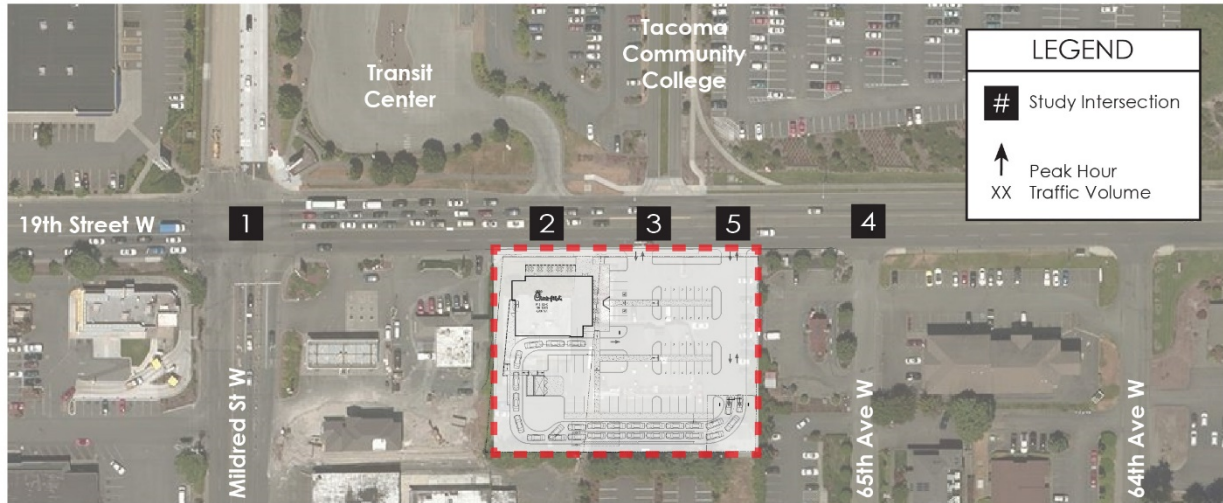 Tacoma
Community
College
Transit
Center
LEGEND
# Study Intersection
Peak Hour
XX Traffic Volume
19th Street W
1
2
3
5
4
Mildred St W
65th Ave W
64th Ave W